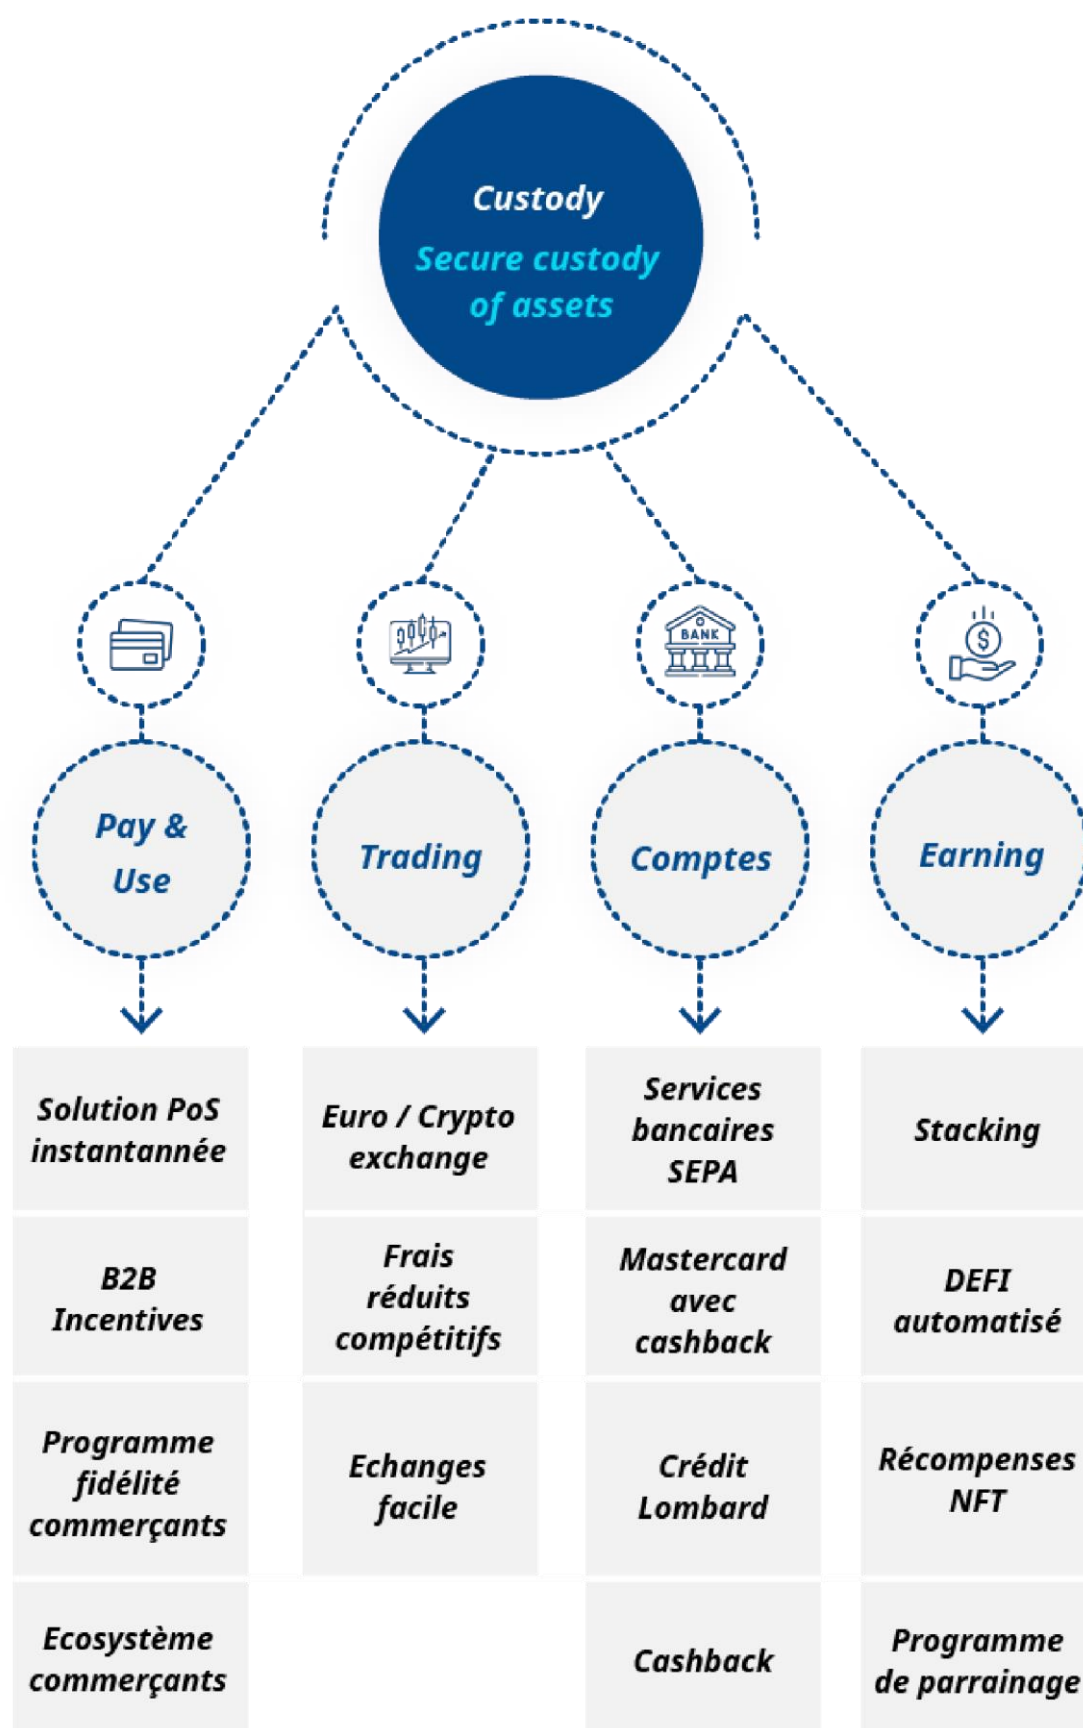 Custody
Secure custody
of assets
BANK
$
Pay &
Use
Trading
Comptes
Earning
Solution PoS
instantannée
Euro / Crypto
exchange
Services
bancaires
SEPA
Stacking
B2B
Incentives
Frais
réduits
compétitifs
Mastercard
avec
cashback
DEFI
automatisé
Programme
fidélité
commerçants
Echanges
facile
Crédit
Lombard
Récompenses
NFT
Ecosystème
commerçants
Cashback
Programme
de parrainage